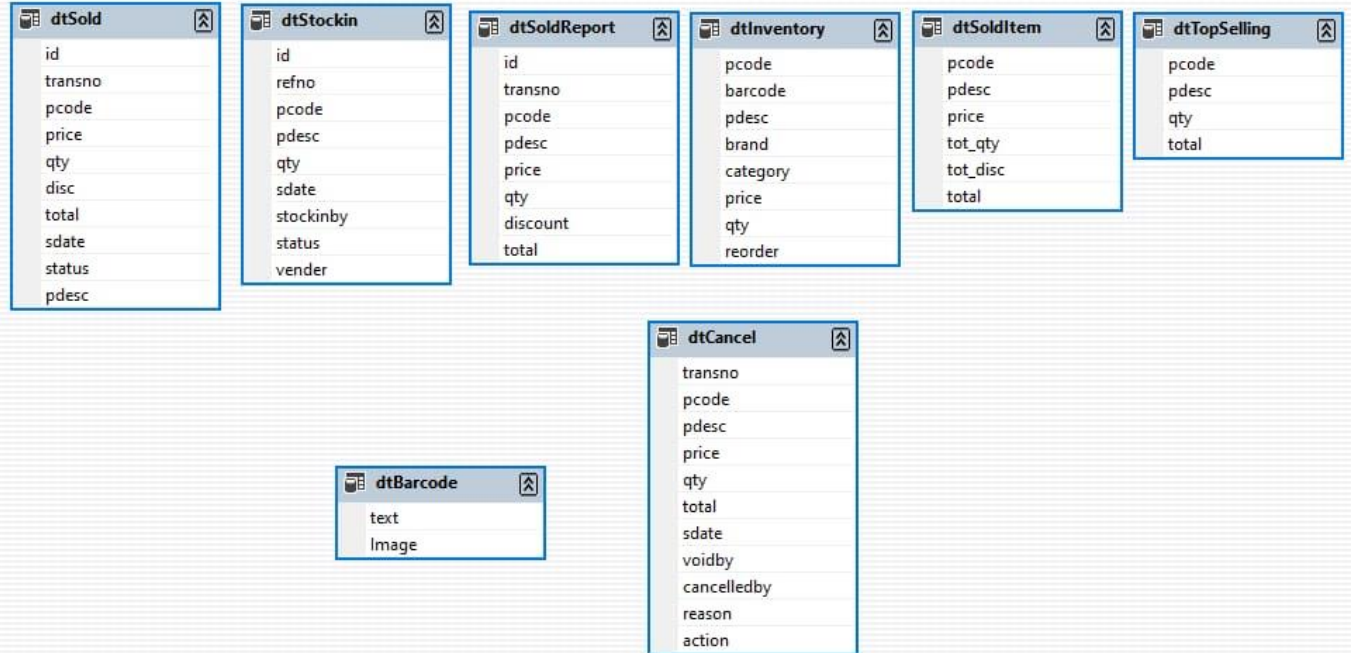 dtSold
id
transno
pcode
price
qty
disc
total
sdate
status
pdesc
dtStockin
id
refno
pcode
pdesc
qty
sdate
stockinby
status
vender
dtSoldReport
id
transno
pcode
pdesc
price
qty
discount
total
dtInventory
pcode
barcode
pdesc
brand
category
price
qty
reorder
dtSoldItem
pcode
pdesc
price
tot_qty
tot_disc
total
dtTopSelling
pcode
pdesc
qty
total
dtBarcode
text
Image
dtCancel
transno
pcode
pdesc
price
qty
total
sdate
voidby
cancelledby
reason
action